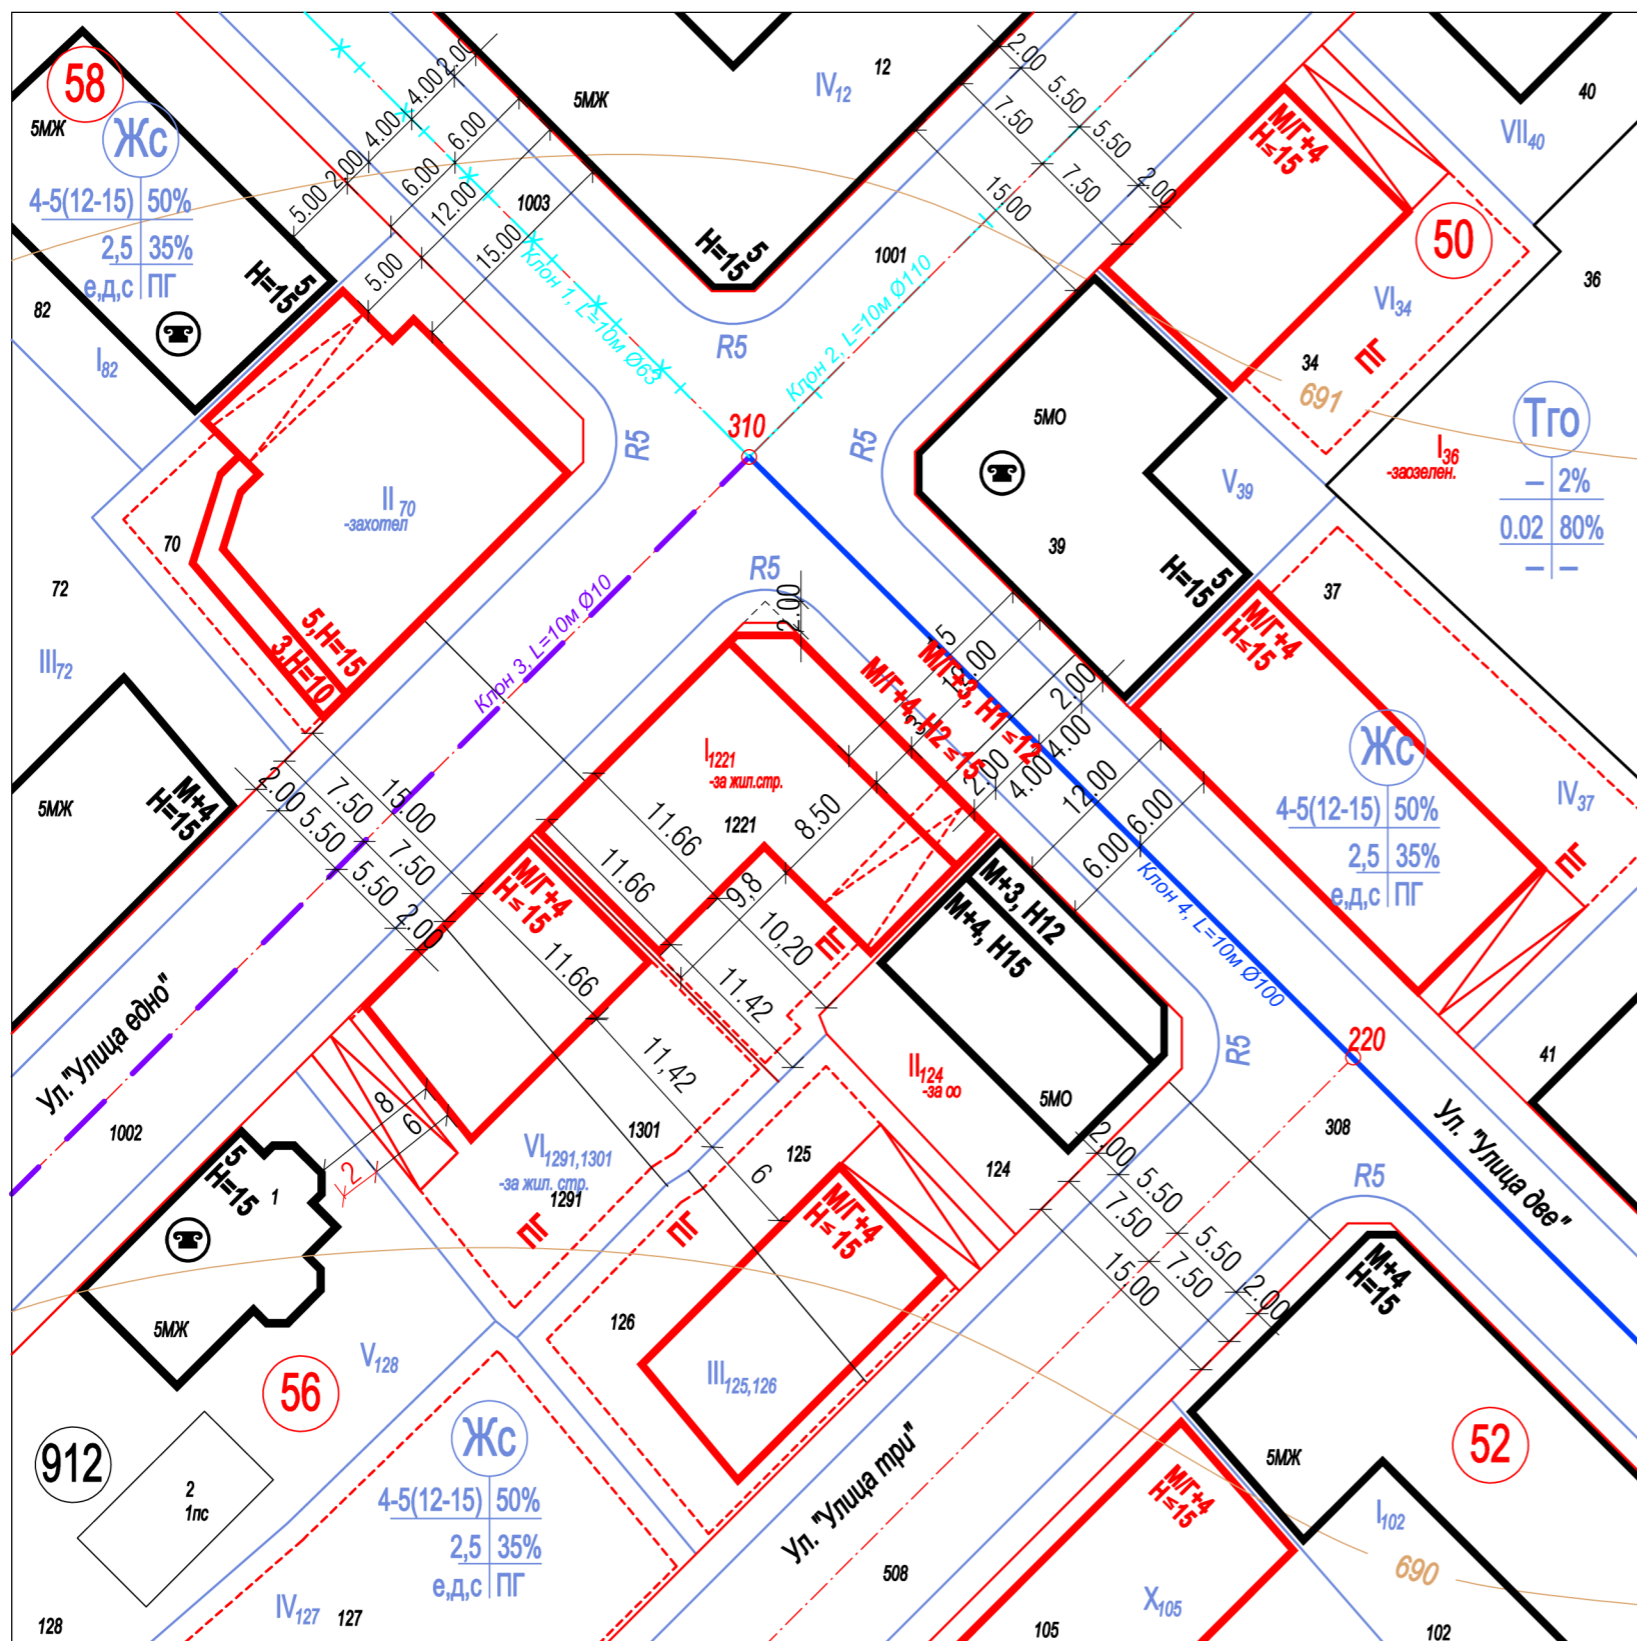 58
5МЖ
Жс
4-5(12-15) 50%
2,5 35%
е,д,с ПГ
5
H=15
82
I82
5.00
2.00
4.00
4.00
2.00
6.00
6.00
5.00
12.00
15.00
1003
5МЖ
12
IV12
5
H=15
R5
1001
Клон 1, L=10м Ø63
Клон 2, L=10м Ø110
2.00
5.50
5.50
2.00
7.50
7.50
15.00
М/Г+4
H≤15
50
VII40
40
36
VI34
34
ПГ
691
Тго
– 2%
0.02 80%
– –
I36
-заозелен.
5МО
V39
39
5
H=15
R5
R5
310
II70
-захотел
70
72
III72
5,H=15
3,H=10
Клон 3, L=10м Ø10
R5
2.00
37
М/Г+4
H≤15
Жс
4-5(12-15) 50%
2,5 35%
е,д,с ПГ
IV37
ПГ
М/Г+3, H1≤12
М/Г+4, H2≤15
15
3
2.00
4.00
4.00
2.00
12.00
6.00
6.00
I1221
-за жил.стр.
1221
8.50
9,8
10,20
11.66
11.66
11.42
11.66
11,42
6
ПГ
5МЖ
М+4
H=15
2.00
5.50
5.50
2.00
7.50
7.50
15.00
М/Г+4
H≤15
М+3, H12
М+4, H15
5МО
II124
-за оо
124
Клон 4, L=10м Ø100
R5
220
308
41
Ул. "Улица едно"
1002
8
6
2
VI1291,1301
-за жил. стр.
1301
1291
ПГ
ПГ
125
М/Г+4
H≤15
2.00
5.50
5.50
2.00
7.50
7.50
15.00
R5
Ул. "Улица две"
5
H=15
1
5МЖ
V128
56
126
III125,126
М+4
H=15
52
5МЖ
912
2
1пс
Жс
4-5(12-15) 50%
2,5 35%
е,д,с ПГ
Ул. "Улица три"
М/Г+4
H≤15
I102
690
X105
508
IV127
127
128
105
102